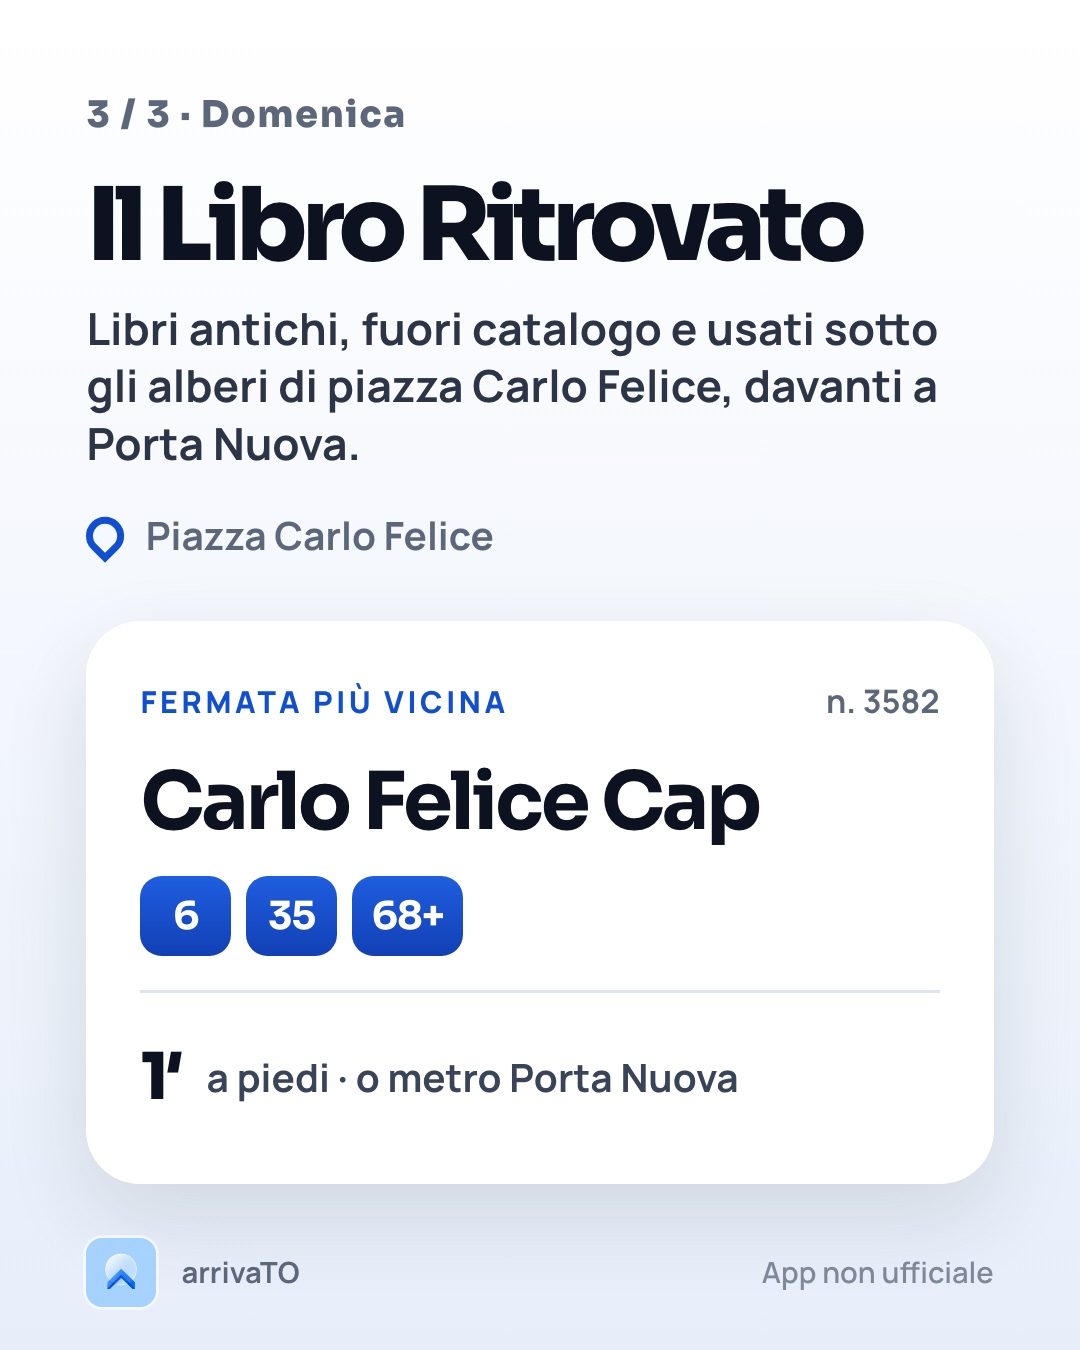 3 / 3 · Domenica
Il Libro Ritrovato
Libri antichi, fuori catalogo e usati sotto
gli alberi di piazza Carlo Felice, davanti a
Porta Nuova.
Piazza Carlo Felice
FERMATA PIÙ VICINA
n. 3582
Carlo Felice Cap
6 35 68+
1′ a piedi · o metro Porta Nuova
arrivaTO
App non ufficiale